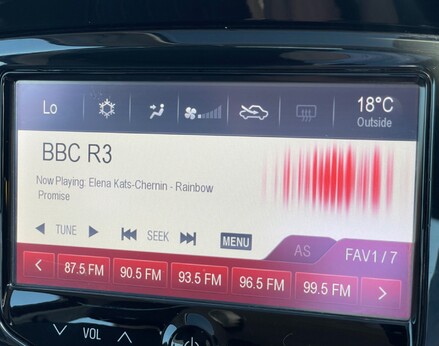 Lo 18°C
Outside
BBC R3
Now Playing: Elena Kats-Chernin - Rainbow
Promise
TUNE SEEK MENU
AS FAV1 / 7
87.5 FM 90.5 FM 93.5 FM 96.5 FM 99.5 FM
VOL